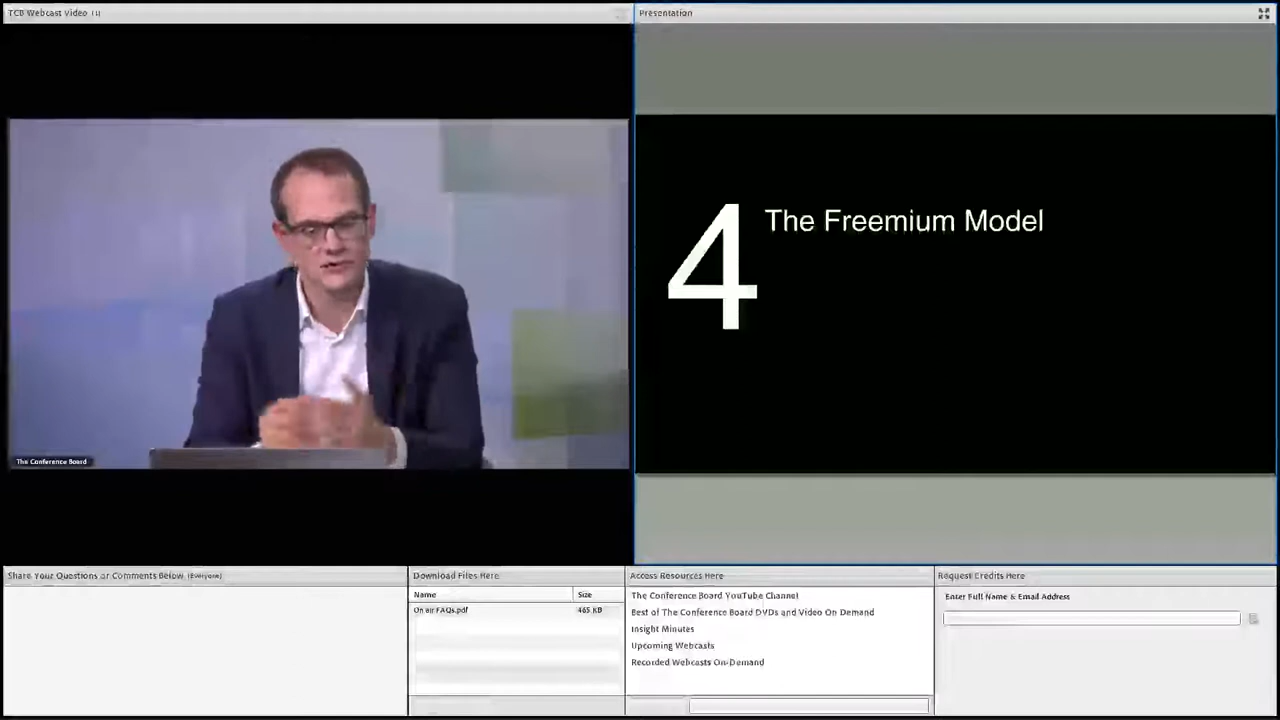 TCB Webcast Video (1)
Presentation
4
The Freemium Model
The Conference Board
Share Your Questions or Comments Below (Everyone)
Download Files Here
Name
Size
On air FAQs.pdf
465 KB
Access Resources Here
The Conference Board YouTube Channel
Best of The Conference Board DVDs and Video On Demand
Insight Minutes
Upcoming Webcasts
Recorded Webcasts On-Demand
Request Credits Here
Enter Full Name & Email Address